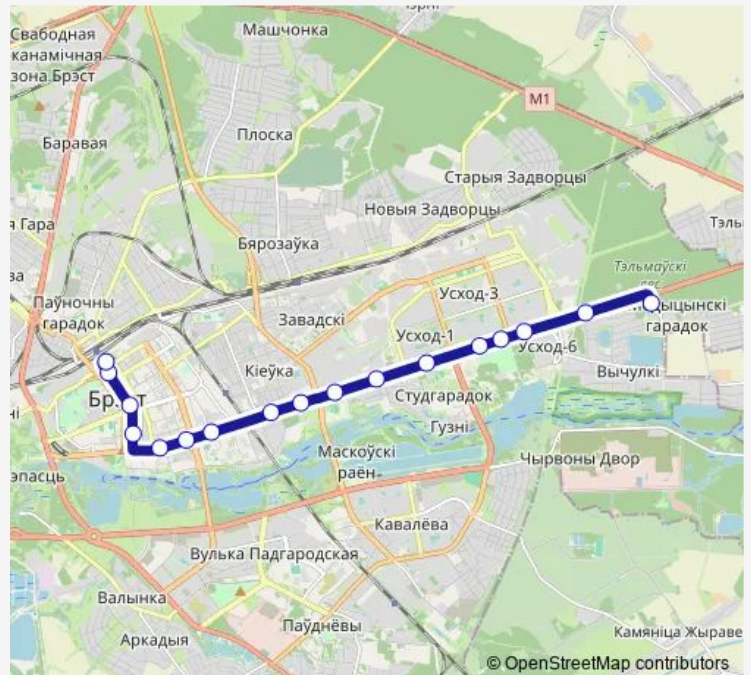 Свабодная
Машчонка
канамічная
зона Брэст
М1
Плоска
Баравая
Старыя Задворцы
Новыя Задворцы
я Гара
Бярозаўка
Тэльмаўскі
Усход-3
Паўночны
гарадок
Завадскі
гарадок
Усход-1
Усход-6
Кіеўка
Вычулкі
Студгарадок
Гузні
Маскоўскі
раён
Чырвоны Двор
Кавалёва
Вулька Падгародская
Валынка
Паўднёвы
Аркадыя
Камяніца Жыраве
© OpenStreetMap contributors